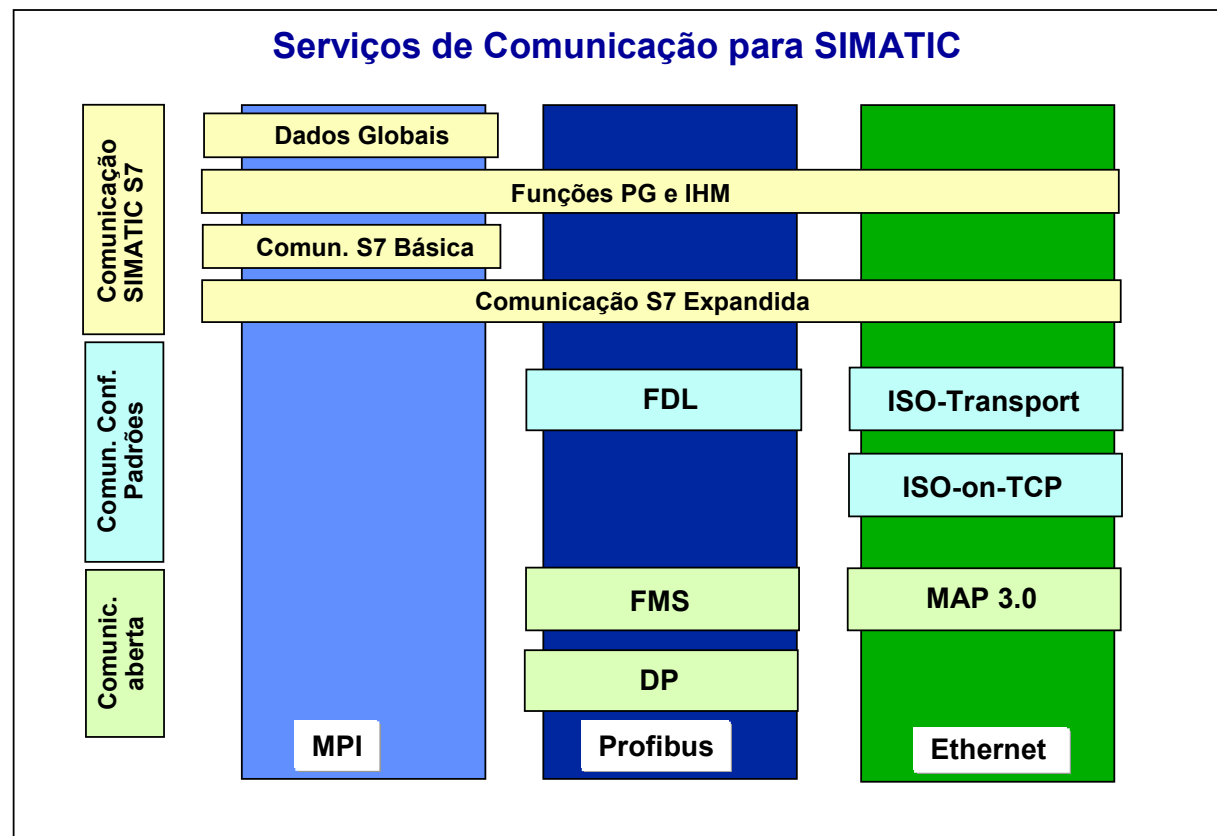 Serviços de Comunicação para SIMATIC
Comunicação
SIMATIC S7
Dados Globais
Funções PG e IHM
Comun. S7 Básica
Comunicação S7 Expandida
Comun. Conf.
Padrões
FDL
ISO-Transport
ISO-on-TCP
Comunic.
aberta
FMS
MAP 3.0
DP
MPI
Profibus
Ethernet